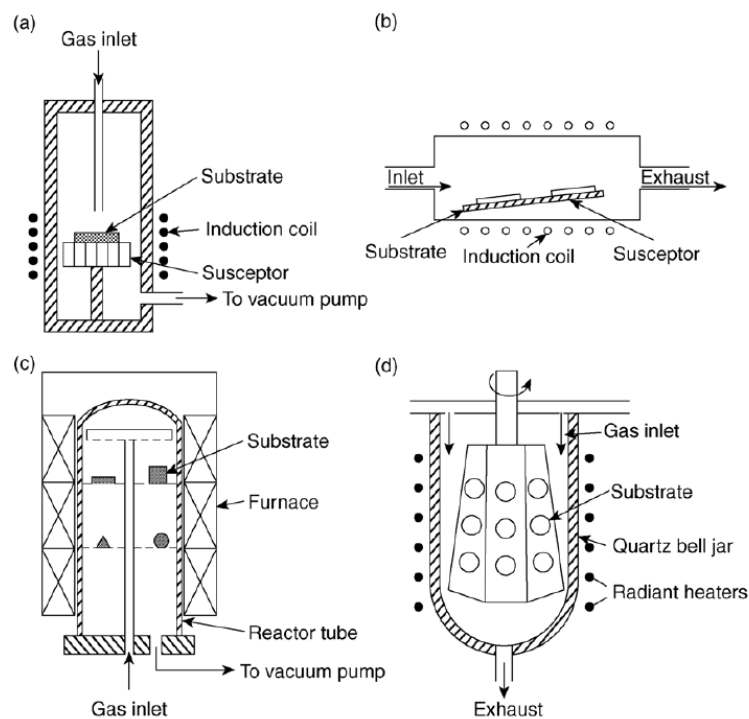 (a)
Gas inlet
Substrate
Induction coil
Susceptor
To vacuum pump
(b)
Inlet
Exhaust
Substrate
Induction coil
Susceptor
(c)
Substrate
Furnace
Reactor tube
To vacuum pump
Gas inlet
(d)
Gas inlet
Substrate
Quartz bell jar
Radiant heaters
Exhaust